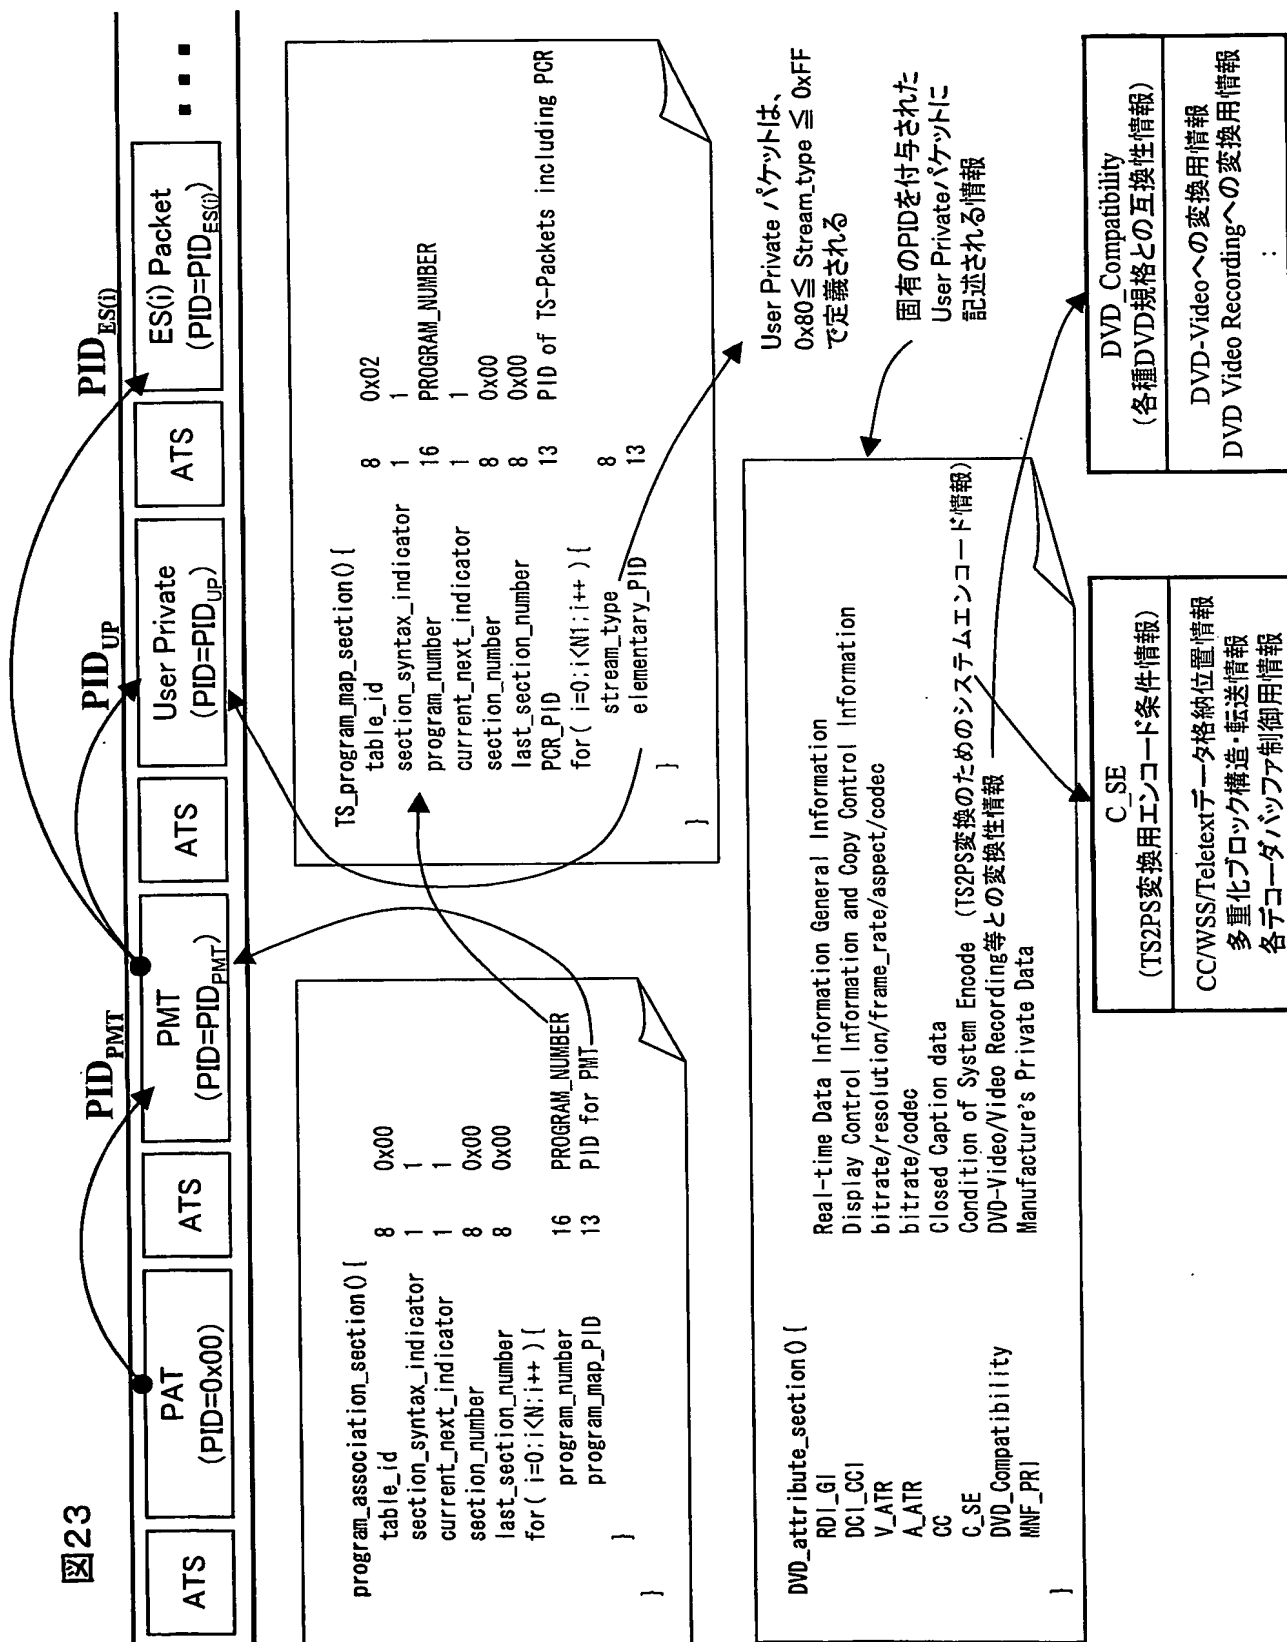 図23
PID_PMT
PID_UP
PID_ES(i)
ATS
PAT
(PID=0x00)
ATS
PMT
(PID=PID_PMT)
ATS
User Private
(PID=PID_UP)
ATS
ES(i) Packet
(PID=PID_ES(i))
...
program_association_section() {
table_id 8 0x00
section_syntax_indicator 1 1
current_next_indicator 1 1
section_number 8 0x00
last_section_number 8 0x00
for( i=0;i<N;i++ ) {
program_number 16 PROGRAM_NUMBER
program_map_PID 13 PID for PMT
}
TS_program_map_section() {
table_id 8 0x02
section_syntax_indicator 1 1
program_number 16 PROGRAM_NUMBER
current_next_indicator 1 1
section_number 8 0x00
last_section_number 8 0x00
PCR_PID 13 PID of TS-Packets including PCR
for( i=0;i<N1;i++ ) {
stream_type 8
elementary_PID 13
}
}
User Private パケットは、
0x80≦ Stream_type ≦ 0xFF
で定義される
DVD_attribute_section() {
RDI_GI Real-time Data Information General Information
DCI_CCI Display Control Information and Copy Control Information
V_ATR bitrate/resolution/frame_rate/aspect/codec
A_ATR bitrate/codec
CC Closed Caption data
C_SE Condition of System Encode (TS2PS変換のためのシステムエンコード情報)
DVD_Compatibility DVD-Video/Video Recording等との変換性情報
MNF_PRI Manufacture's Private Data
}
固有のPIDを付与された
User Privateパケットに
記述される情報
C_SE
(TS2PS変換用エンコード条件情報)
CC/WSS/Teletextデータ格納位置情報
多重化ブロック構造・転送情報
各デコーダバッファ制御用情報
DVD_Compatibility
(各種DVD規格との互換性情報)
DVD-Videoへの変換用情報
DVD Video Recordingへの変換用情報
: